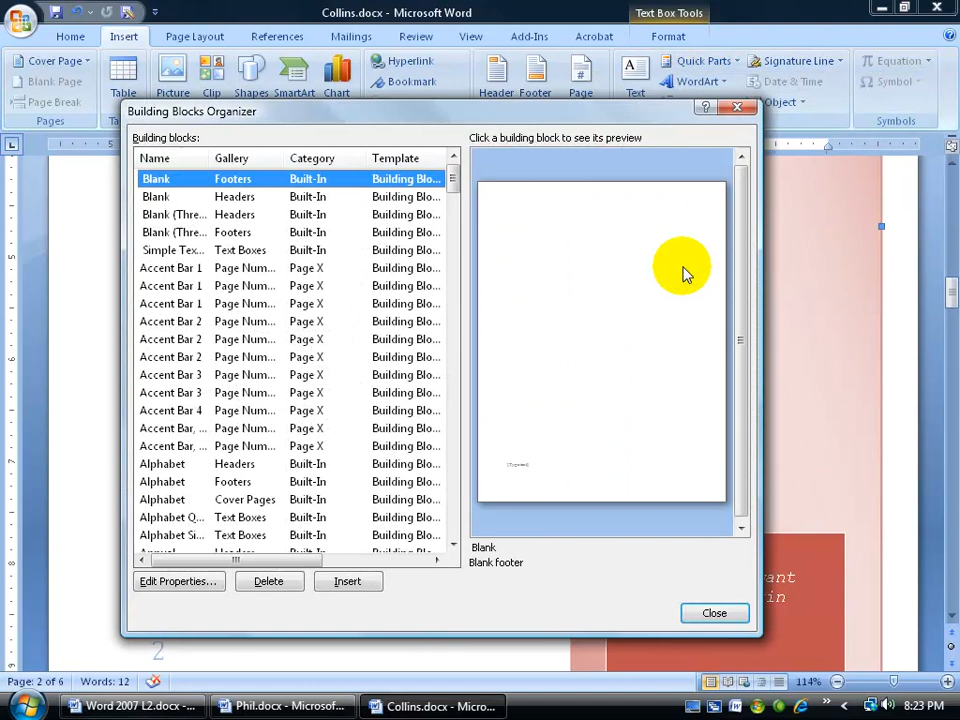 Collins.docx - Microsoft Word
Text Box Tools
Home Insert Page Layout References Mailings Review View Add-Ins Acrobat Format
Cover Page
Blank Page
Page Break
Pages
Table
Picture
Clip
Shapes
SmartArt
Chart
Hyperlink
Bookmark
Header
Footer
Page
Text
Quick Parts
WordArt
Signature Line
Date & Time
Object
Equation
Symbol
Symbols
Building Blocks Organizer
Building blocks:
Click a building block to see its preview
Name Gallery Category Template
Blank Footers Built-In Building Blo...
Blank Headers Built-In Building Blo...
Blank (Thre... Headers Built-In Building Blo...
Blank (Thre... Footers Built-In Building Blo...
Simple Tex... Text Boxes Built-In Building Blo...
Accent Bar 1 Page Num... Page X Building Blo...
Accent Bar 1 Page Num... Page X Building Blo...
Accent Bar 1 Page Num... Page X Building Blo...
Accent Bar 2 Page Num... Page X Building Blo...
Accent Bar 2 Page Num... Page X Building Blo...
Accent Bar 2 Page Num... Page X Building Blo...
Accent Bar 3 Page Num... Page X Building Blo...
Accent Bar 3 Page Num... Page X Building Blo...
Accent Bar 4 Page Num... Page X Building Blo...
Accent Bar, ... Page Num... Page X Building Blo...
Accent Bar, ... Page Num... Page X Building Blo...
Alphabet Headers Built-In Building Blo...
Alphabet Footers Built-In Building Blo...
Alphabet Cover Pages Built-In Building Blo...
Alphabet Q... Text Boxes Built-In Building Blo...
Alphabet Si... Text Boxes Built-In Building Blo...
Annual Headers Built-In Building Blo...
Blank
Blank footer
Edit Properties... Delete Insert
Close
2
Page: 2 of 6 Words: 12 114%
Word 2007 L2.docx -... Phil.docx - Microsof... Collins.docx - Micro... 8:23 PM